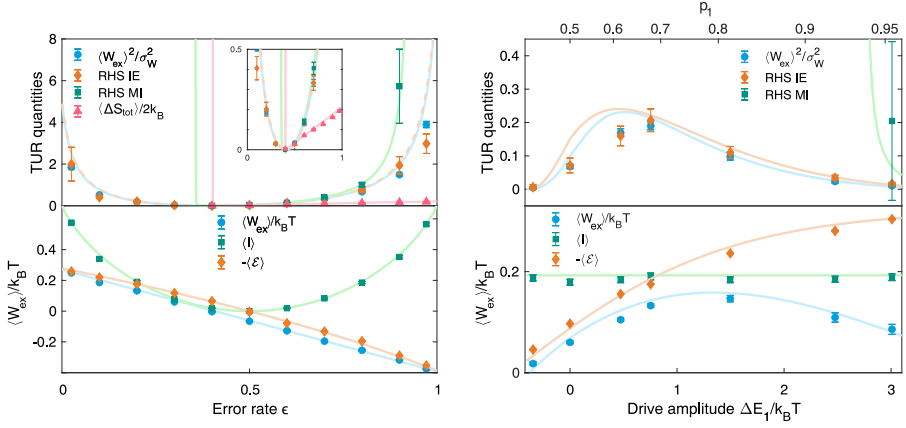 TUR quantities
8
6
4
2
0
⟨W_ex⟩²/σ²_W
RHS IE
RHS MI
⟨ΔS_tot⟩/2k_B
0.5
0
0
1
⟨W_ex⟩/k_BT
0.4
0.2
0
-0.2
⟨W_ex⟩/k_BT
⟨I⟩
-⟨ℰ⟩
0
0.5
1
Error rate ϵ
p₁
0.5
0.6
0.7
0.8
0.9
0.95
TUR quantities
0.4
0.3
0.2
0.1
0
⟨W_ex⟩²/σ²_W
RHS IE
RHS MI
⟨W_ex⟩/k_BT
0.2
0
⟨W_ex⟩/k_BT
⟨I⟩
-⟨ℰ⟩
0
1
2
3
Drive amplitude ΔE₁/k_BT